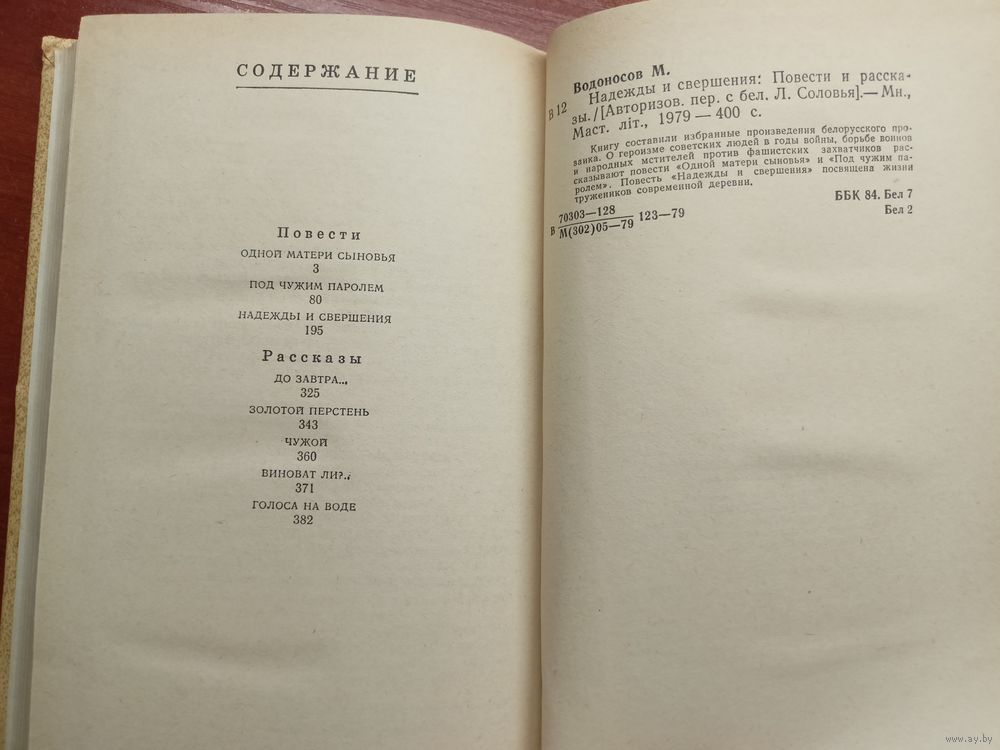 СОДЕРЖАНИЕ
Повести
ОДНОЙ МАТЕРИ СЫНОВЬЯ
3
ПОД ЧУЖИМ ПАРОЛЕМ
80
НАДЕЖДЫ И СВЕРШЕНИЯ
195
Рассказы
ДО ЗАВТРА...
325
ЗОЛОТОЙ ПЕРСТЕНЬ
343
ЧУЖОЙ
360
ВИНОВАТ ЛИ?..
371
ГОЛОСА НА ВОДЕ
382
Водоносов М.
В 12 Надежды и свершения: Повести и расска-
зы./[Авторизов. пер. с бел. Л. Соловья].— Мн.,
Маст. літ., 1979 — 400 с.
Книгу составили избранные произведения белорусского про-
заика. О героизме советских людей в годы войны, борьбе воинов
и народных мстителей против фашистских захватчиков рас-
сказывают повести «Одной матери сыновья» и «Под чужим па-
ролем». Повесть «Надежды и свершения» посвящена жизни
тружеников современной деревни.
ББК 84. Бел 7
Бел 2
В 70303—128
М(302)05—79 123—79
www.ay.by